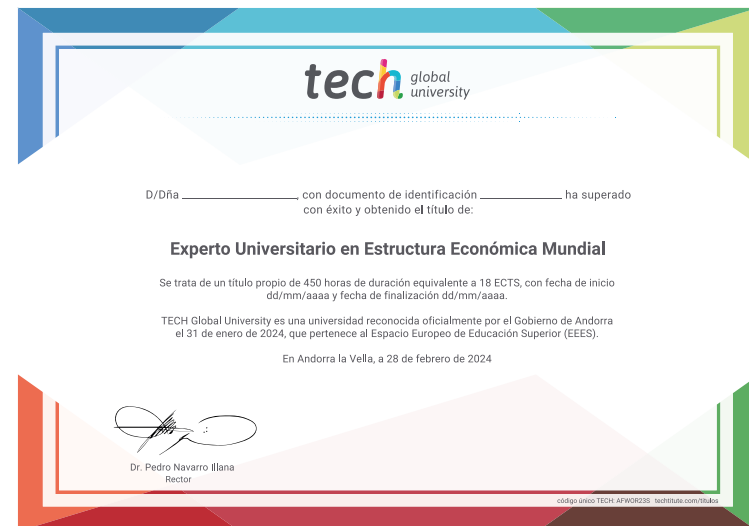 tech global university
D/Dña ______________, con documento de identificación __________ ha superado
con éxito y obtenido el título de:
Experto Universitario en Estructura Económica Mundial
Se trata de un título propio de 450 horas de duración equivalente a 18 ECTS, con fecha de inicio
dd/mm/aaaa y fecha de finalización dd/mm/aaaa.
TECH Global University es una universidad reconocida oficialmente por el Gobierno de Andorra
el 31 de enero de 2024, que pertenece al Espacio Europeo de Educación Superior (EEES).
En Andorra la Vella, a 28 de febrero de 2024
Dr. Pedro Navarro Illana
Rector
código único TECH: AFWOR23S techtitute.com/titulos